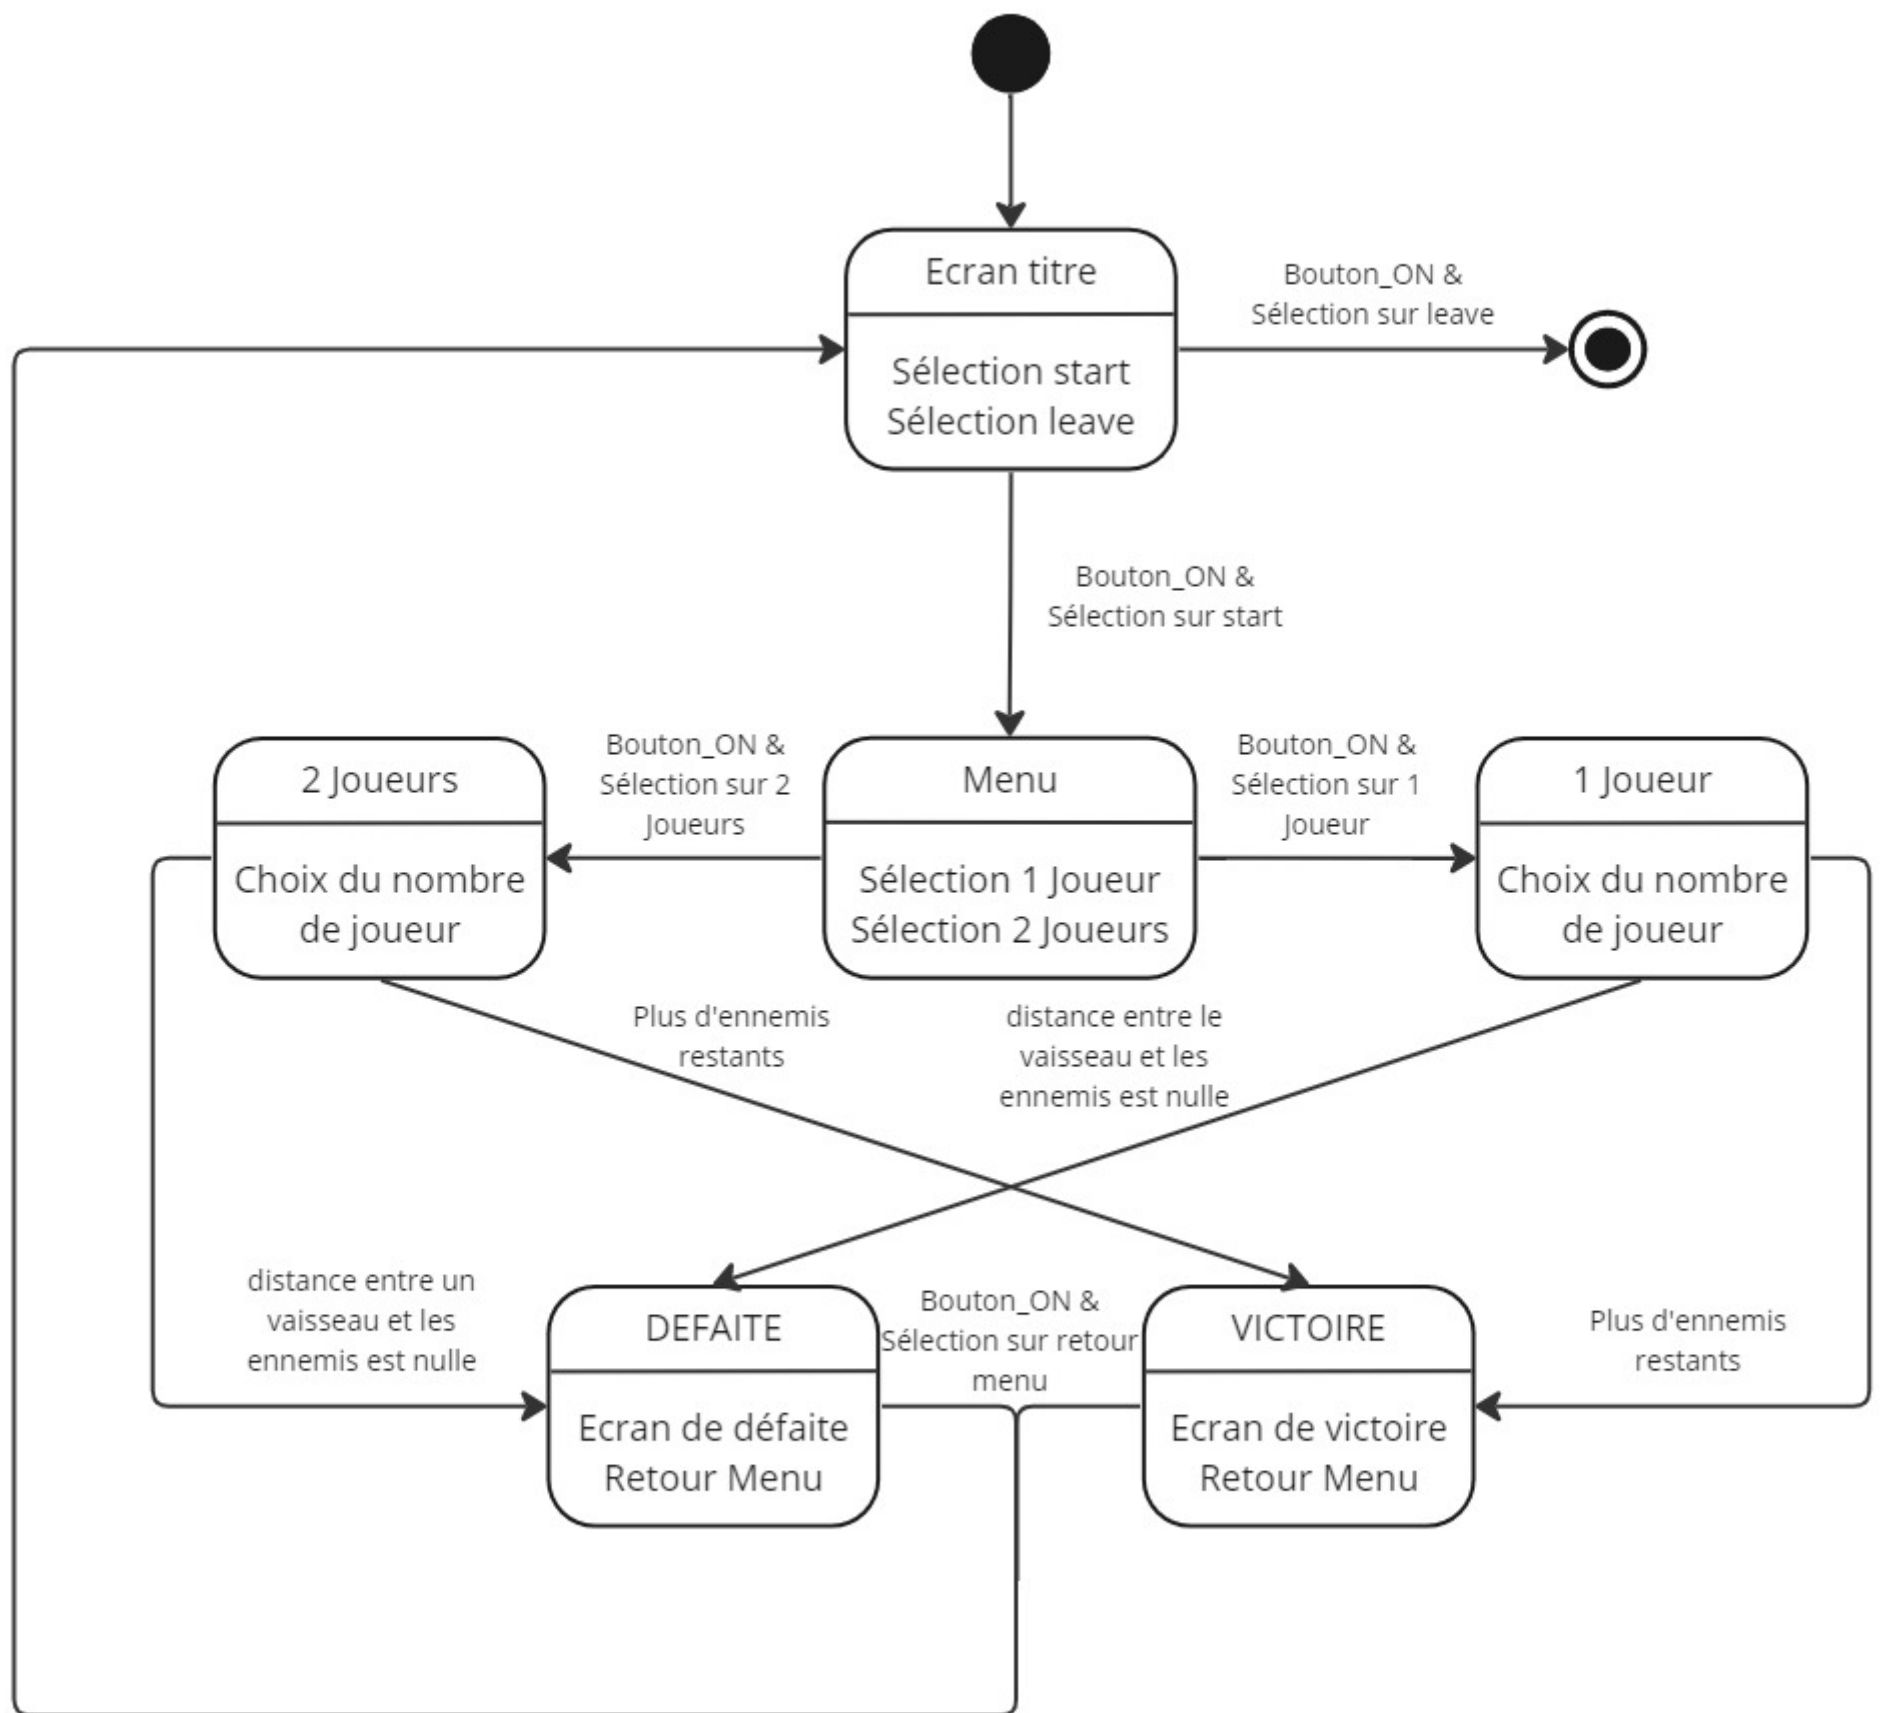 Ecran titre
Sélection start
Sélection leave
Bouton_ON &
Sélection sur leave
Bouton_ON &
Sélection sur start
2 Joueurs
Choix du nombre
de joueur
Bouton_ON &
Sélection sur 2
Joueurs
Menu
Sélection 1 Joueur
Sélection 2 Joueurs
Bouton_ON &
Sélection sur 1
Joueur
1 Joueur
Choix du nombre
de joueur
Plus d'ennemis
restants
distance entre le
vaisseau et les
ennemis est nulle
distance entre un
vaisseau et les
ennemis est nulle
DEFAITE
Ecran de défaite
Retour Menu
Bouton_ON &
Sélection sur retour
menu
VICTOIRE
Ecran de victoire
Retour Menu
Plus d'ennemis
restants